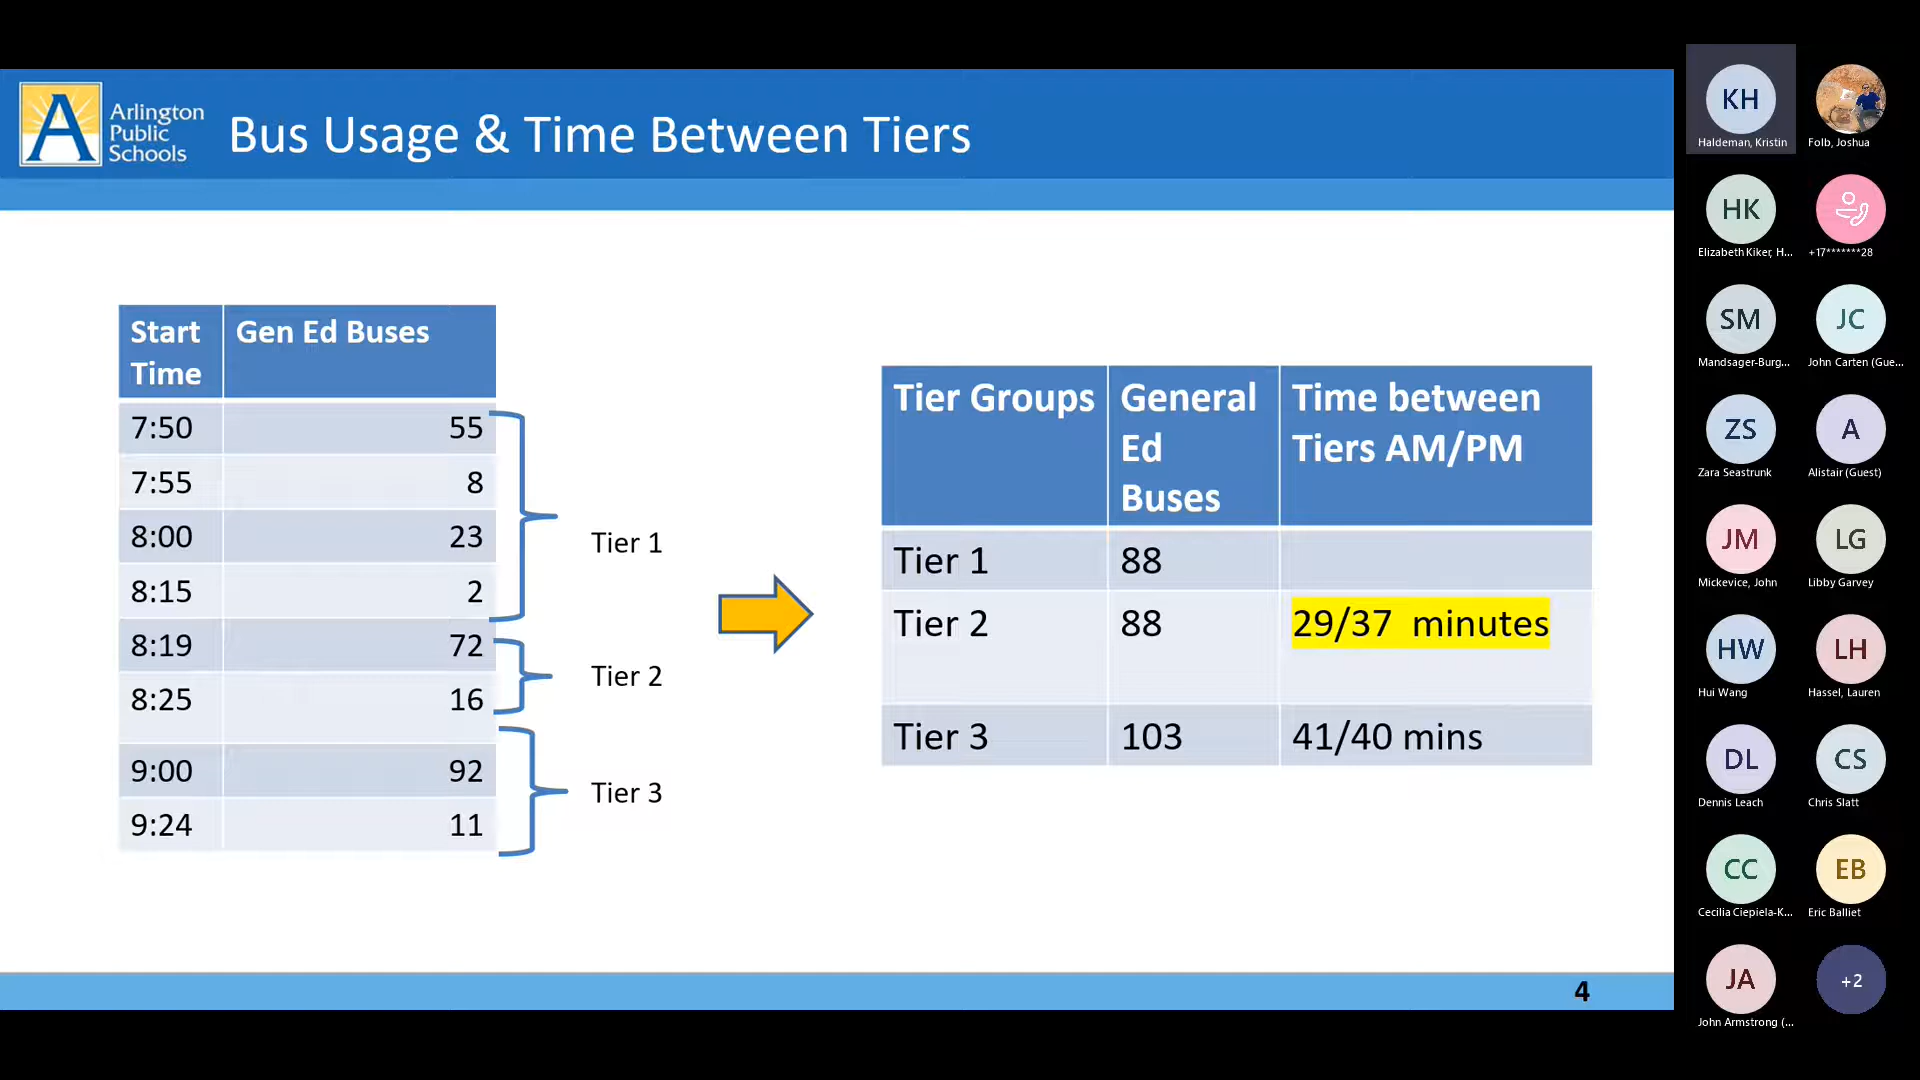 Arlington
Public
Schools
Bus Usage & Time Between Tiers
Start Time Gen Ed Buses
7:50 55
7:55 8
8:00 23
8:15 2
8:19 72
8:25 16
9:00 92
9:24 11
Tier 1
Tier 2
Tier 3
Tier Groups General Ed Buses Time between Tiers AM/PM
Tier 1 88
Tier 2 88 29/37 minutes
Tier 3 103 41/40 mins
4
KH
Haldeman, Kristin
Folb, Joshua
HK
Elizabeth Kiker, H...
+17*******28
SM
Mandsager-Burg...
JC
John Carten (Gue...
ZS
Zara Seastrunk
A
Alistair (Guest)
JM
Mickevice, John
LG
Libby Garvey
HW
Hui Wang
LH
Hassel, Lauren
DL
Dennis Leach
CS
Chris Slatt
CC
Cecilia Ciepiela-K...
EB
Eric Balliet
JA
John Armstrong (...
+2